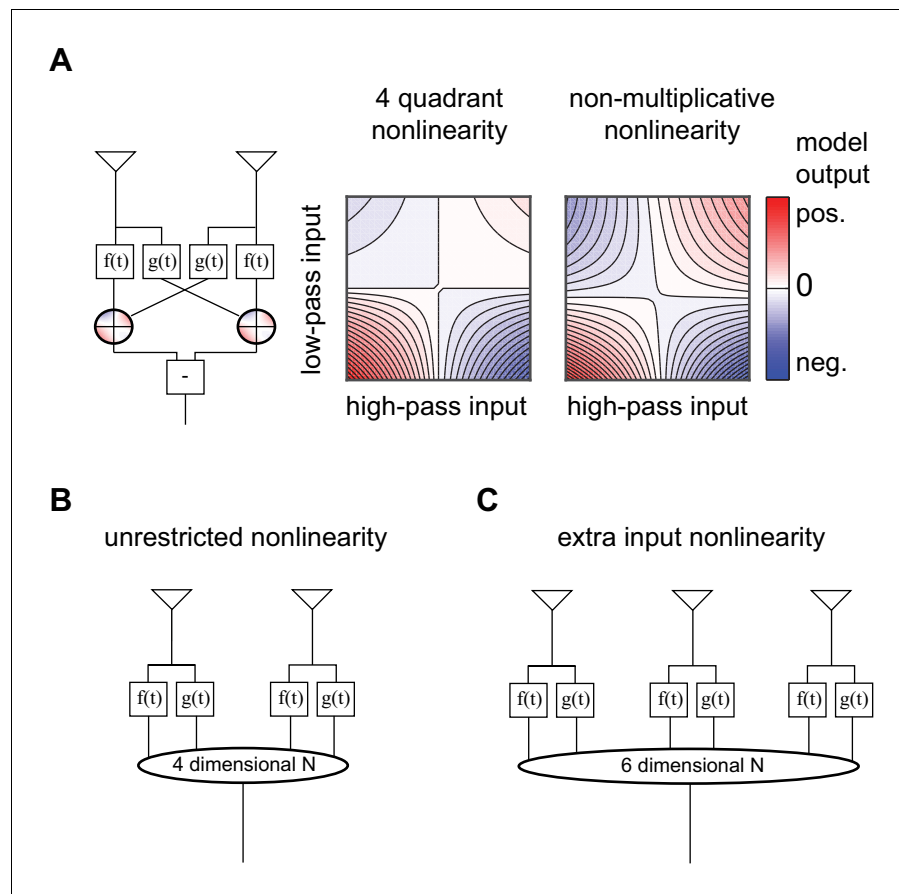 A
4 quadrant
nonlinearity
non-multiplicative
nonlinearity
model
output
pos.
0
neg.
low-pass input
high-pass input
high-pass input
f(t) g(t) g(t) f(t)
-
B
unrestricted nonlinearity
f(t) g(t) f(t) g(t)
4 dimensional N
C
extra input nonlinearity
f(t) g(t) f(t) g(t) f(t) g(t)
6 dimensional N